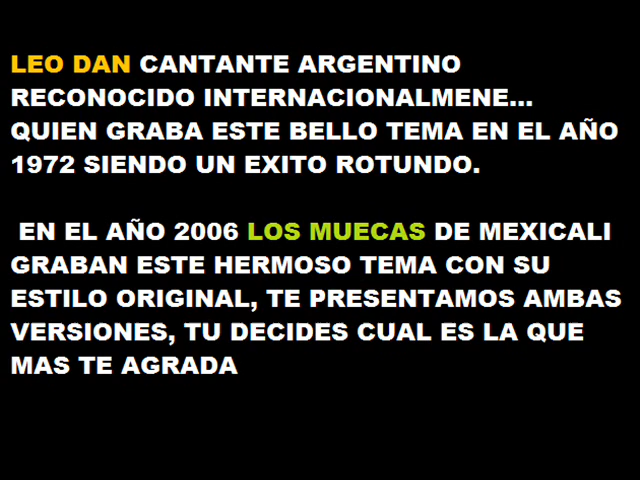 LEO DAN CANTANTE ARGENTINO
RECONOCIDO INTERNACIONALMENE...
QUIEN GRABA ESTE BELLO TEMA EN EL AÑO
1972 SIENDO UN EXITO ROTUNDO.
EN EL AÑO 2006 LOS MUECAS DE MEXICALI
GRABAN ESTE HERMOSO TEMA CON SU
ESTILO ORIGINAL, TE PRESENTAMOS AMBAS
VERSIONES, TU DECIDES CUAL ES LA QUE
MAS TE AGRADA